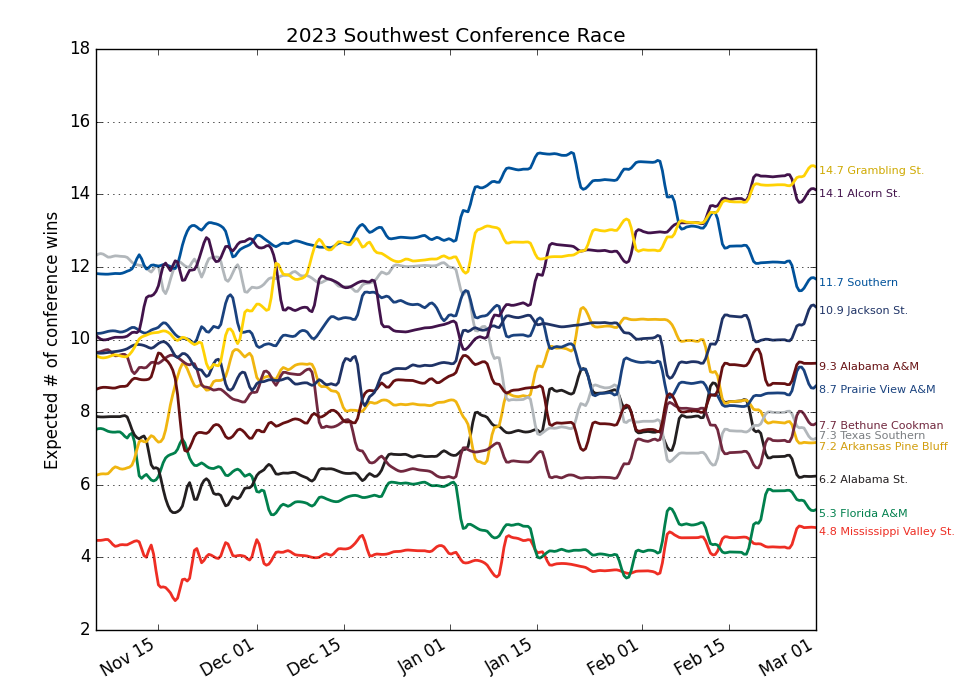 2023 Southwest Conference Race
Expected # of conference wins
18
16
14
12
10
8
6
4
2
Nov 15
Dec 01
Dec 15
Jan 01
Jan 15
Feb 01
Feb 15
Mar 01
14.7 Grambling St.
14.1 Alcorn St.
11.7 Southern
10.9 Jackson St.
9.3 Alabama A&M
8.7 Prairie View A&M
7.7 Bethune Cookman
7.3 Texas Southern
7.2 Arkansas Pine Bluff
6.2 Alabama St.
5.3 Florida A&M
4.8 Mississippi Valley St.